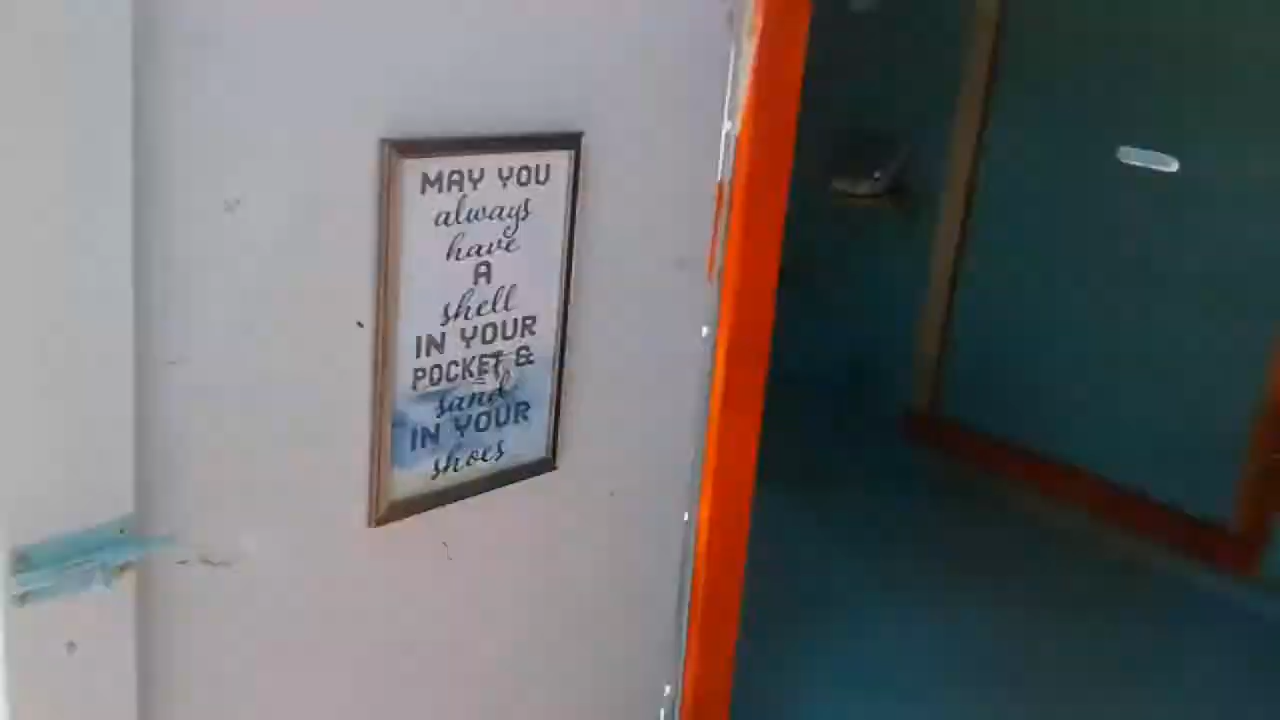 MAY YOU
always
have
A
shell
IN YOUR
POCKET &
sand
IN YOUR
shoes